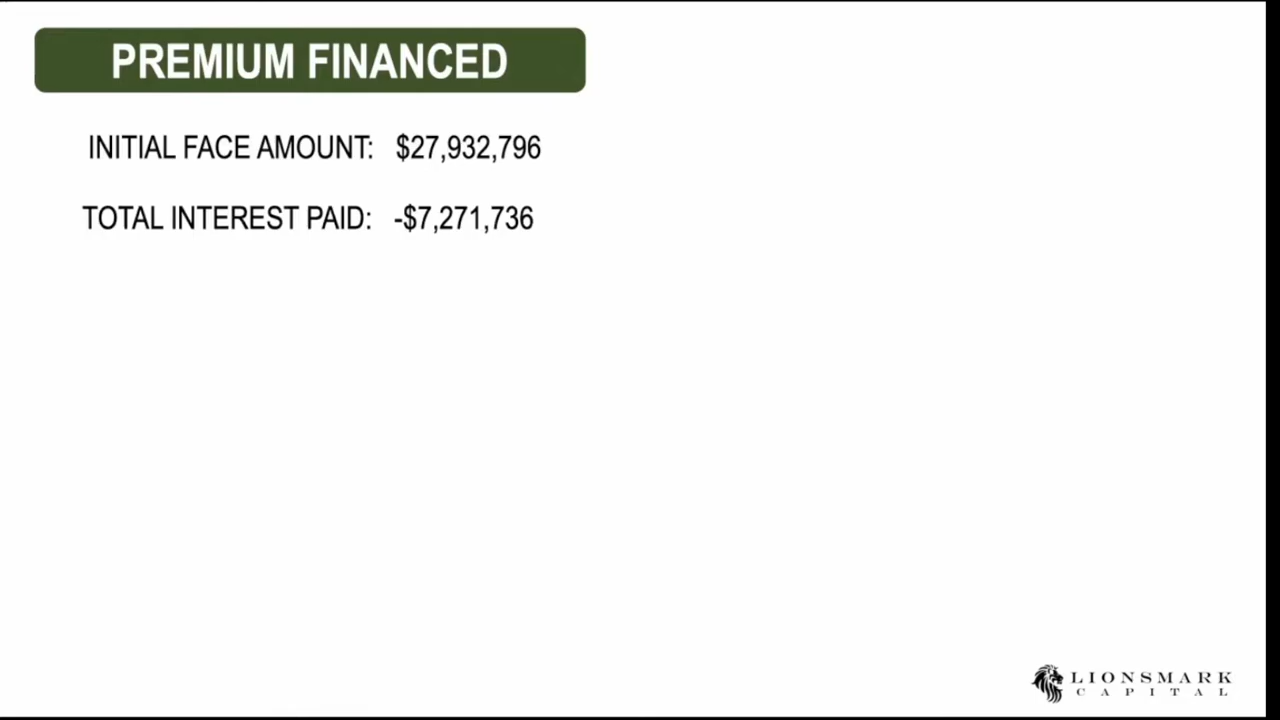 PREMIUM FINANCED
INITIAL FACE AMOUNT: $27,932,796
TOTAL INTEREST PAID: -$7,271,736
LIONSMARK
CAPITAL